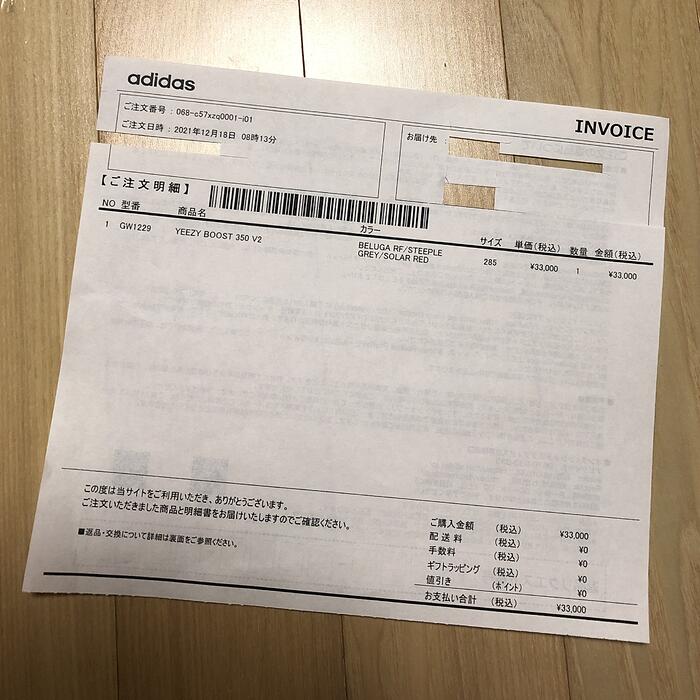 adidas
INVOICE
ご注文番号 : 068-c57xzq0001-i01
ご注文日時 : 2021年12月18日 08時13分
お届け先 :
【ご注文明細】
NO 型番 商品名 カラー サイズ 単価(税込) 数量 金額(税込)
1 GW1229 YEEZY BOOST 350 V2 BELUGA RF/STEEPLE 285 ¥33,000 1 ¥33,000
GREY/SOLAR RED
この度は当サイトをご利用いただき、ありがとうございます。
ご注文いただきました商品と明細書をお届けいたしますのでご確認ください。
■返品・交換について詳細は裏面をご参照ください。
ご購入金額 (税込) ¥33,000
配送料 (税込) ¥0
手数料 (税込) ¥0
ギフトラッピング (税込) ¥0
値引き (ポイント) ¥0
お支払い合計 (税込) ¥33,000